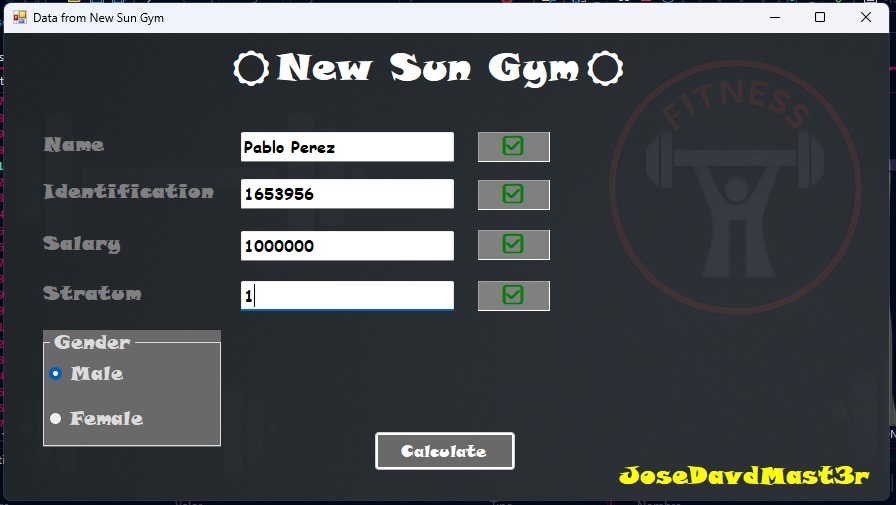 Data from New Sun Gym
New Sun Gym
FITNESS
Name
Pablo Perez
Identification
1653956
Salary
1000000
Stratum
1
Gender
Male
Female
Calculate
JoseDavdMast3r